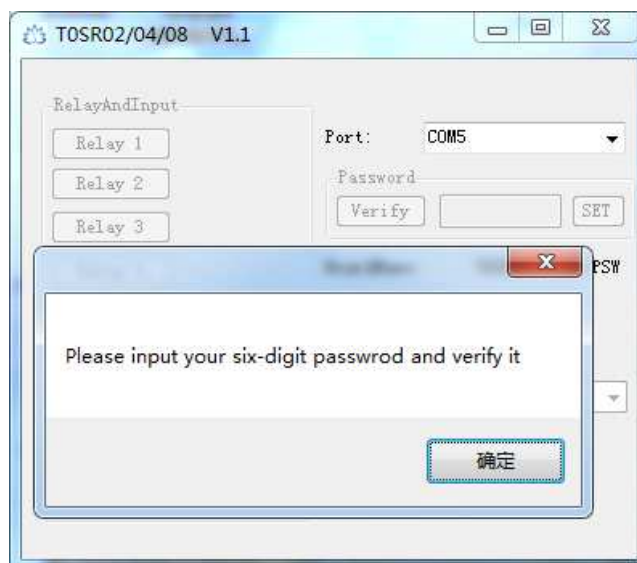 T0SR02/04/08 V1.1
RelayAndInput
Relay 1
Port: COM5
Relay 2
Password
Verify SET
Relay 3
PSW
Please input your six-digit passwrod and verify it
确定